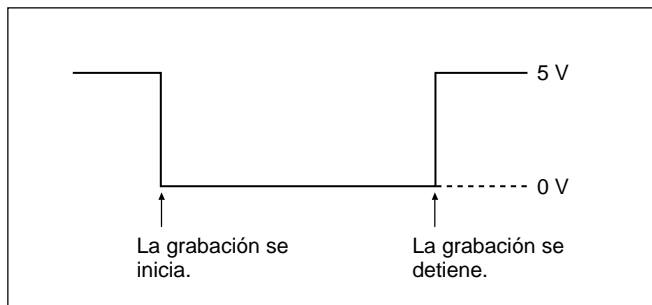 5 V
0 V
La grabación se
inicia.
La grabación se
detiene.